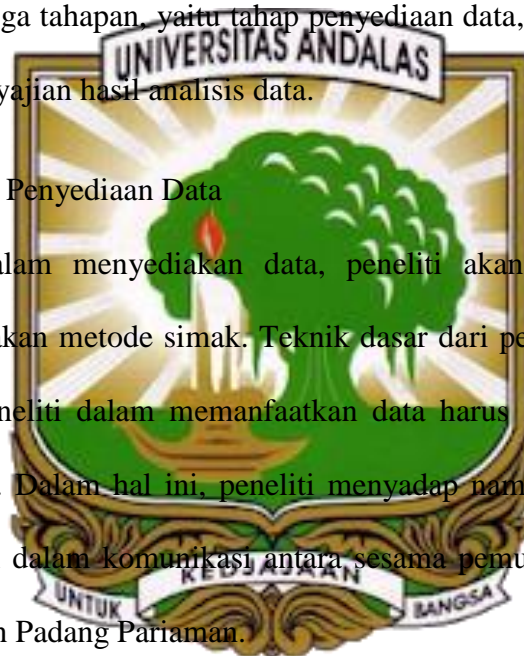 ga tahapan, yaitu tahap penyediaan data,
UNIVERSITAS ANDALAS
yajian hasil analisis data.
Penyediaan Data
alam menyediakan data, peneliti akan
akan metode simak. Teknik dasar dari pe
neliti dalam memanfaatkan data harus
. Dalam hal ini, peneliti menyadap nam
dalam komunikasi antara sesama pemu
KEDJAJAAN
UNTUK BANGSA
n Padang Pariaman.